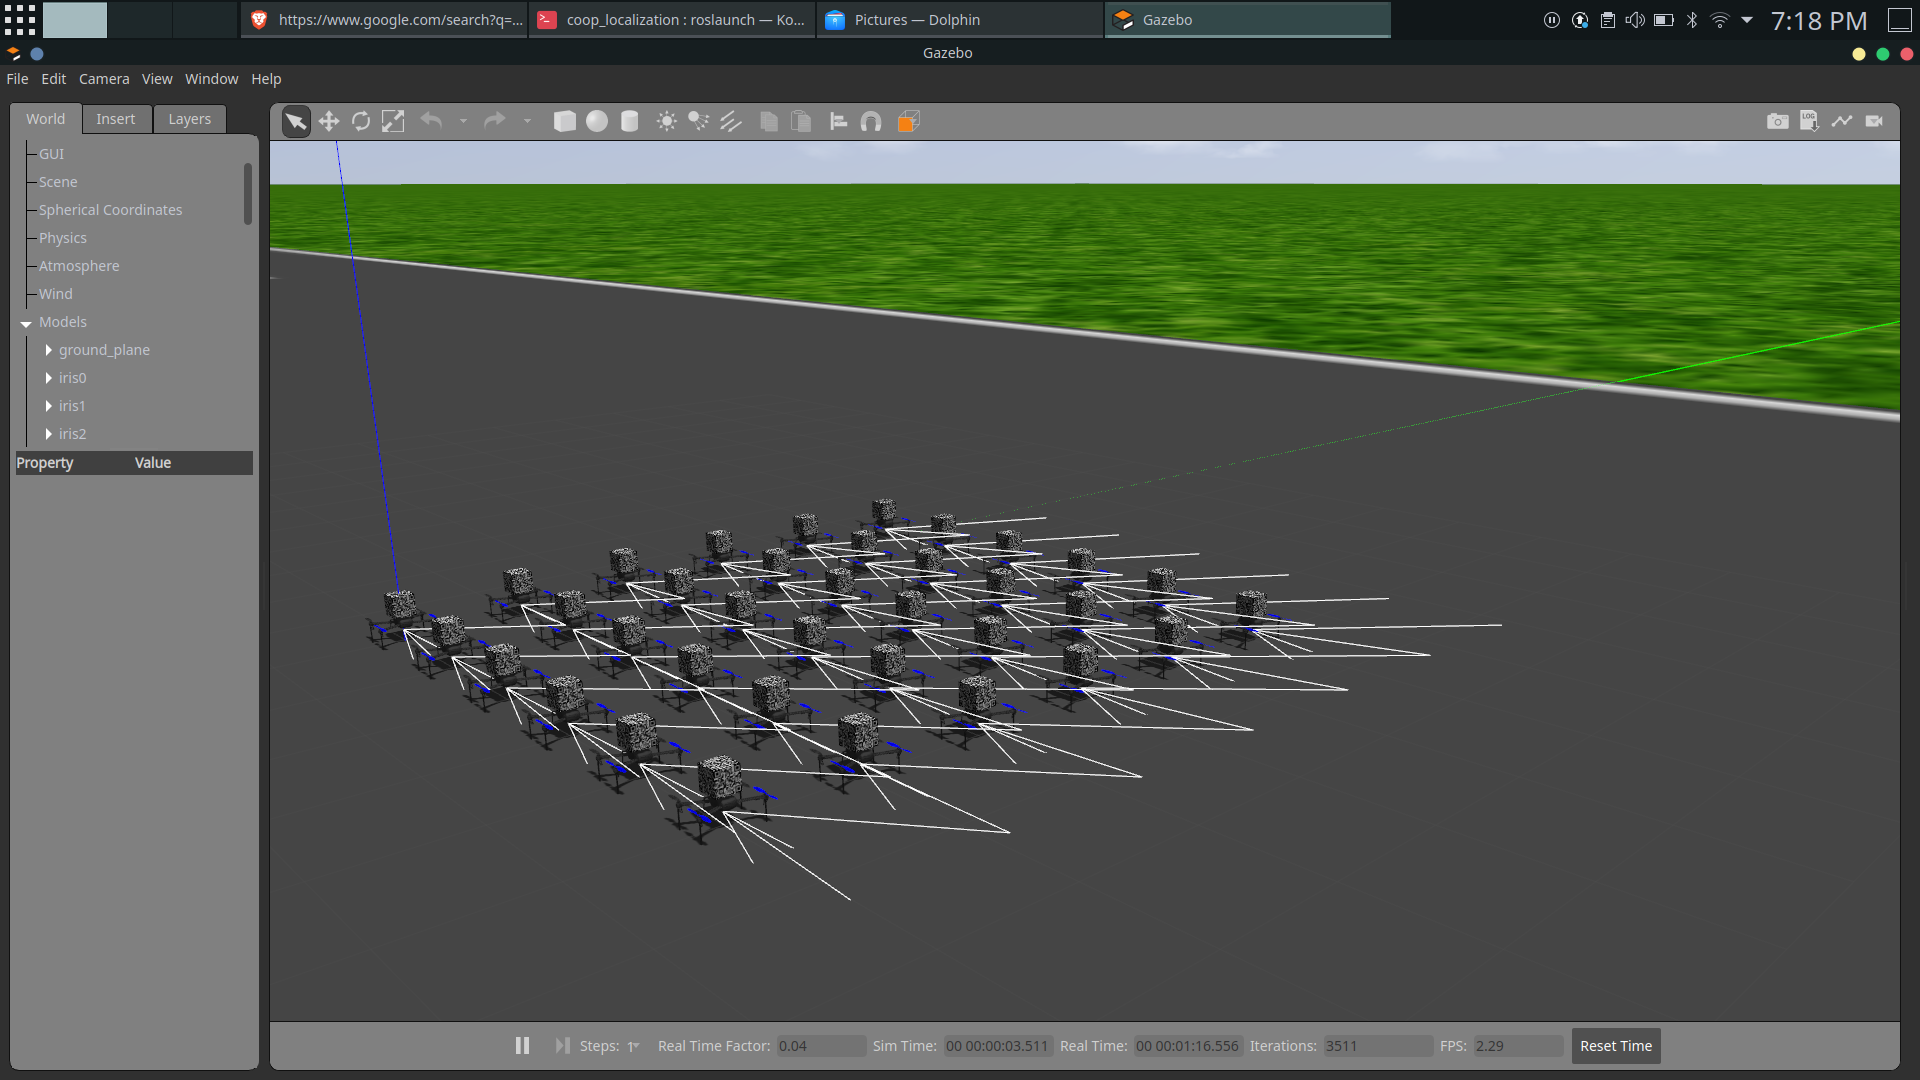 https://www.google.com/search?q=...
coop_localization : roslaunch — Ko...
Pictures — Dolphin
Gazebo
7:18 PM
Gazebo
File Edit Camera View Window Help
World Insert Layers
LOG
GUI
Scene
Spherical Coordinates
Physics
Atmosphere
Wind
Models
ground_plane
iris0
iris1
iris2
Property Value
Steps: 1 Real Time Factor: 0.04 Sim Time: 00 00:00:03.511 Real Time: 00 00:01:16.556 Iterations: 3511 FPS: 2.29 Reset Time